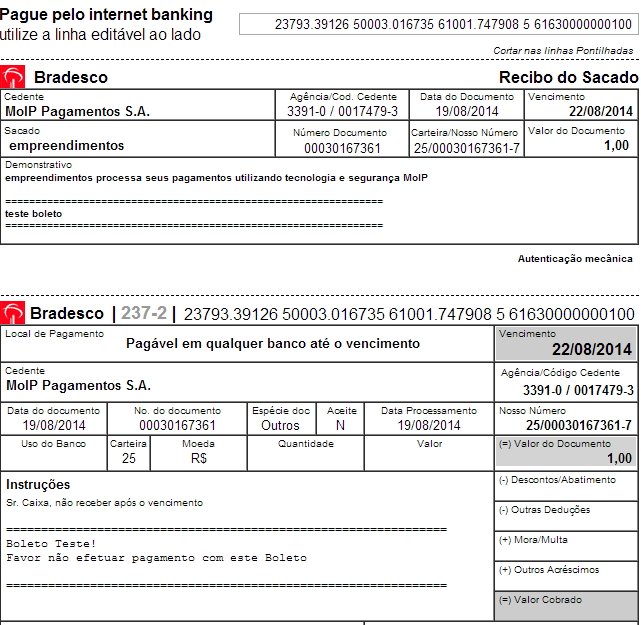 Pague pelo internet banking
utilize a linha editável ao lado
23793.39126 50003.016735 61001.747908 5 61630000000100
Cortar nas linhas Pontilhadas
Bradesco
Recibo do Sacado
Cedente
MoIP Pagamentos S.A.
Agência/Cod. Cedente
3391-0 / 0017479-3
Data do Documento
19/08/2014
Vencimento
22/08/2014
Sacado
empreendimentos
Número Documento
00030167361
Carteira/Nosso Número
25/00030167361-7
Valor do Documento
1,00
Demonstrativo
empreendimentos processa seus pagamentos utilizando tecnologia e segurança MoIP
================================================================
teste boleto
================================================================
Autenticação mecânica
Bradesco | 237-2 | 23793.39126 50003.016735 61001.747908 5 61630000000100
Local de Pagamento
Pagável em qualquer banco até o vencimento
Vencimento
22/08/2014
Cedente
MoIP Pagamentos S.A.
Agência/Código Cedente
3391-0 / 0017479-3
Data do documento
19/08/2014
No. do documento
00030167361
Espécie doc
Outros
Aceite
N
Data Processamento
19/08/2014
Nosso Número
25/00030167361-7
Uso do Banco
Carteira
25
Moeda
R$
Quantidade
Valor
(=) Valor do Documento
1,00
Instruções
Sr. Caixa, não receber após o vencimento
===============================================================
Boleto Teste!
Favor não efetuar pagamento com este Boleto
===============================================================
(-) Descontos/Abatimento
(-) Outras Deduções
(+) Mora/Multa
(+) Outros Acréscimos
(=) Valor Cobrado